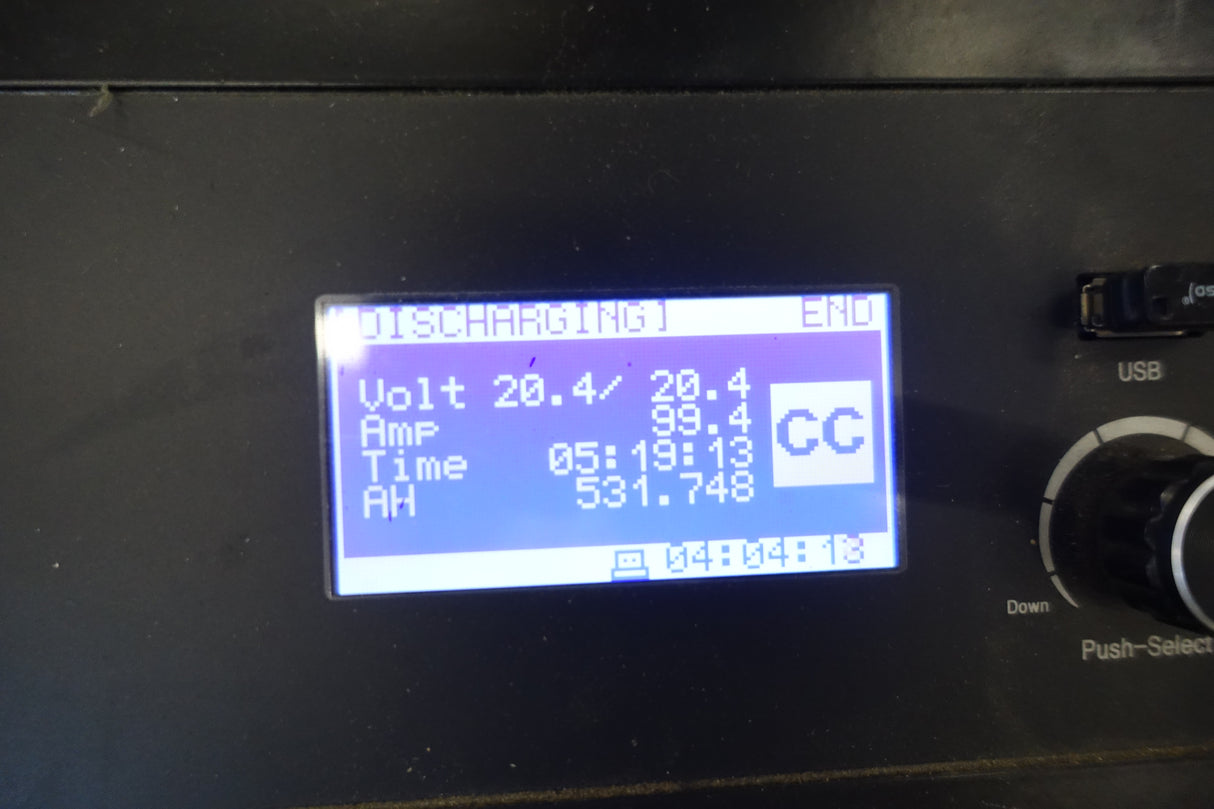 [DISCHARGING] END
Volt 20.4/ 20.4
Amp 99.4
CC
Time 05:19:13
AH 531.748
04:04:18
USB
Down
Push-Select